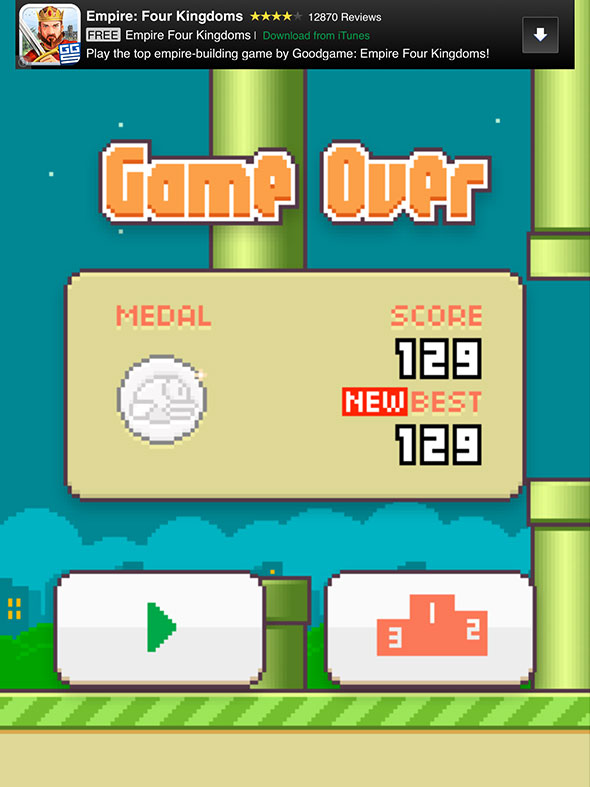 Empire: Four Kingdoms 12870 Reviews
GGS
FREE Empire Four Kingdoms | Download from iTunes
Play the top empire-building game by Goodgame: Empire Four Kingdoms!
Game Over
MEDAL SCORE
129
NEW BEST
129
3 1 2